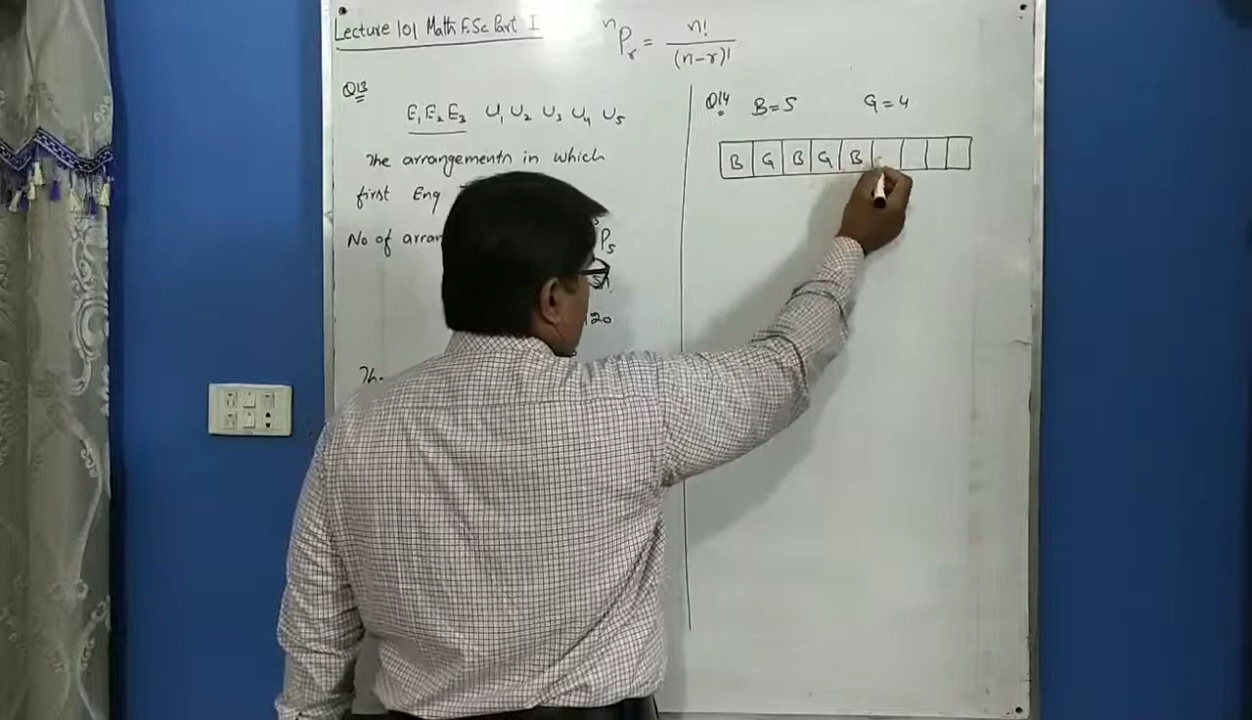 Lecture 101 Math F.Sc Part I
ⁿPᵣ = n! / (n-r)!
Q13
E₁ E₂ E₃ U₁ U₂ U₃ U₄ U₅
The arrangements in which
first Eng
No of arran
P₅
120
Q14 B=5 G=4
B G B G B